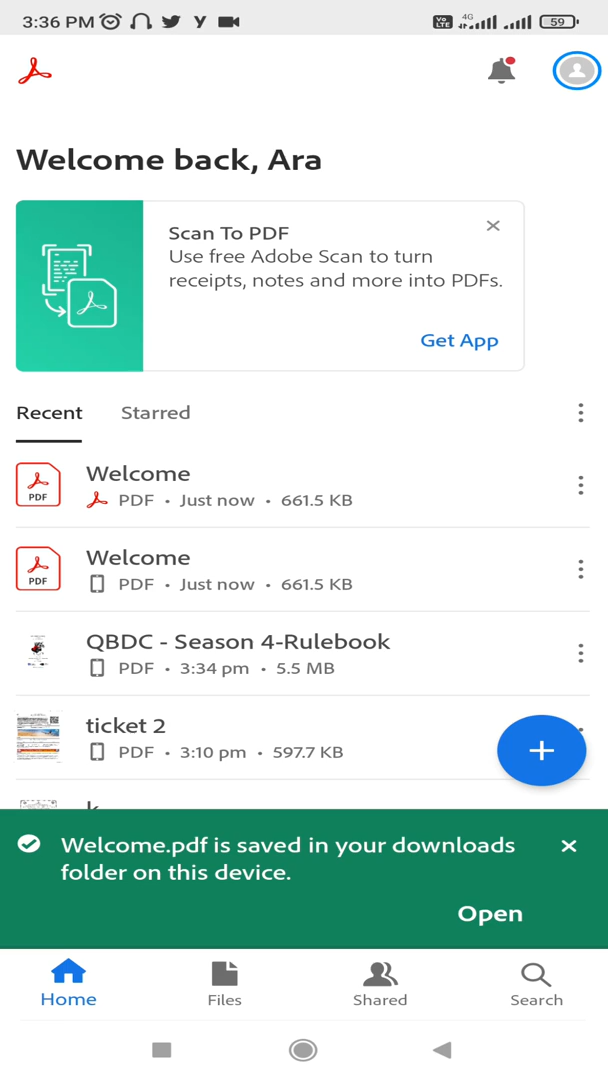 3:36 PM
Vo LTE 4G 59
Welcome back, Ara
Scan To PDF
Use free Adobe Scan to turn
receipts, notes and more into PDFs.
Get App
Recent Starred
Welcome
PDF
PDF • Just now • 661.5 KB
Welcome
PDF
PDF • Just now • 661.5 KB
QBDC - Season 4-Rulebook
PDF • 3:34 pm • 5.5 MB
ticket 2
PDF • 3:10 pm • 597.7 KB
Welcome.pdf is saved in your downloads
folder on this device.
Open
Home Files Shared Search